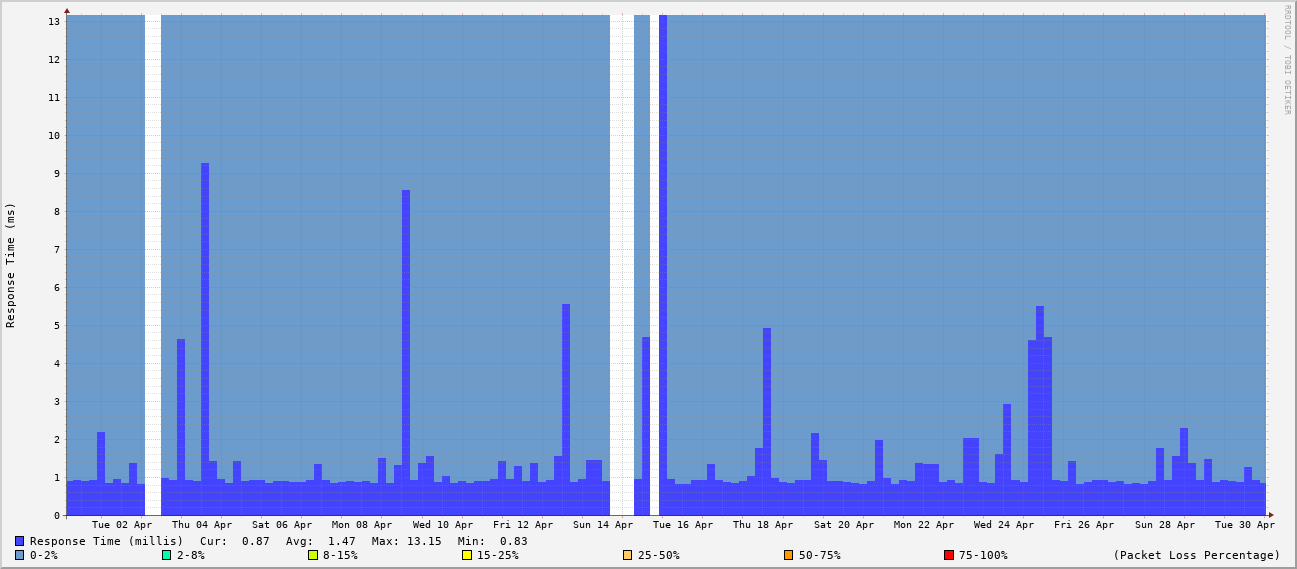 RRDTOOL / TOBI OETIKER
Response Time (ms)
13
12
11
10
9
8
7
6
5
4
3
2
1
0
Tue 02 Apr Thu 04 Apr Sat 06 Apr Mon 08 Apr Wed 10 Apr Fri 12 Apr Sun 14 Apr Tue 16 Apr Thu 18 Apr Sat 20 Apr Mon 22 Apr Wed 24 Apr Fri 26 Apr Sun 28 Apr Tue 30 Apr
Response Time (millis) Cur: 0.87 Avg: 1.47 Max: 13.15 Min: 0.83
0-2% 2-8% 8-15% 15-25% 25-50% 50-75% 75-100% (Packet Loss Percentage)